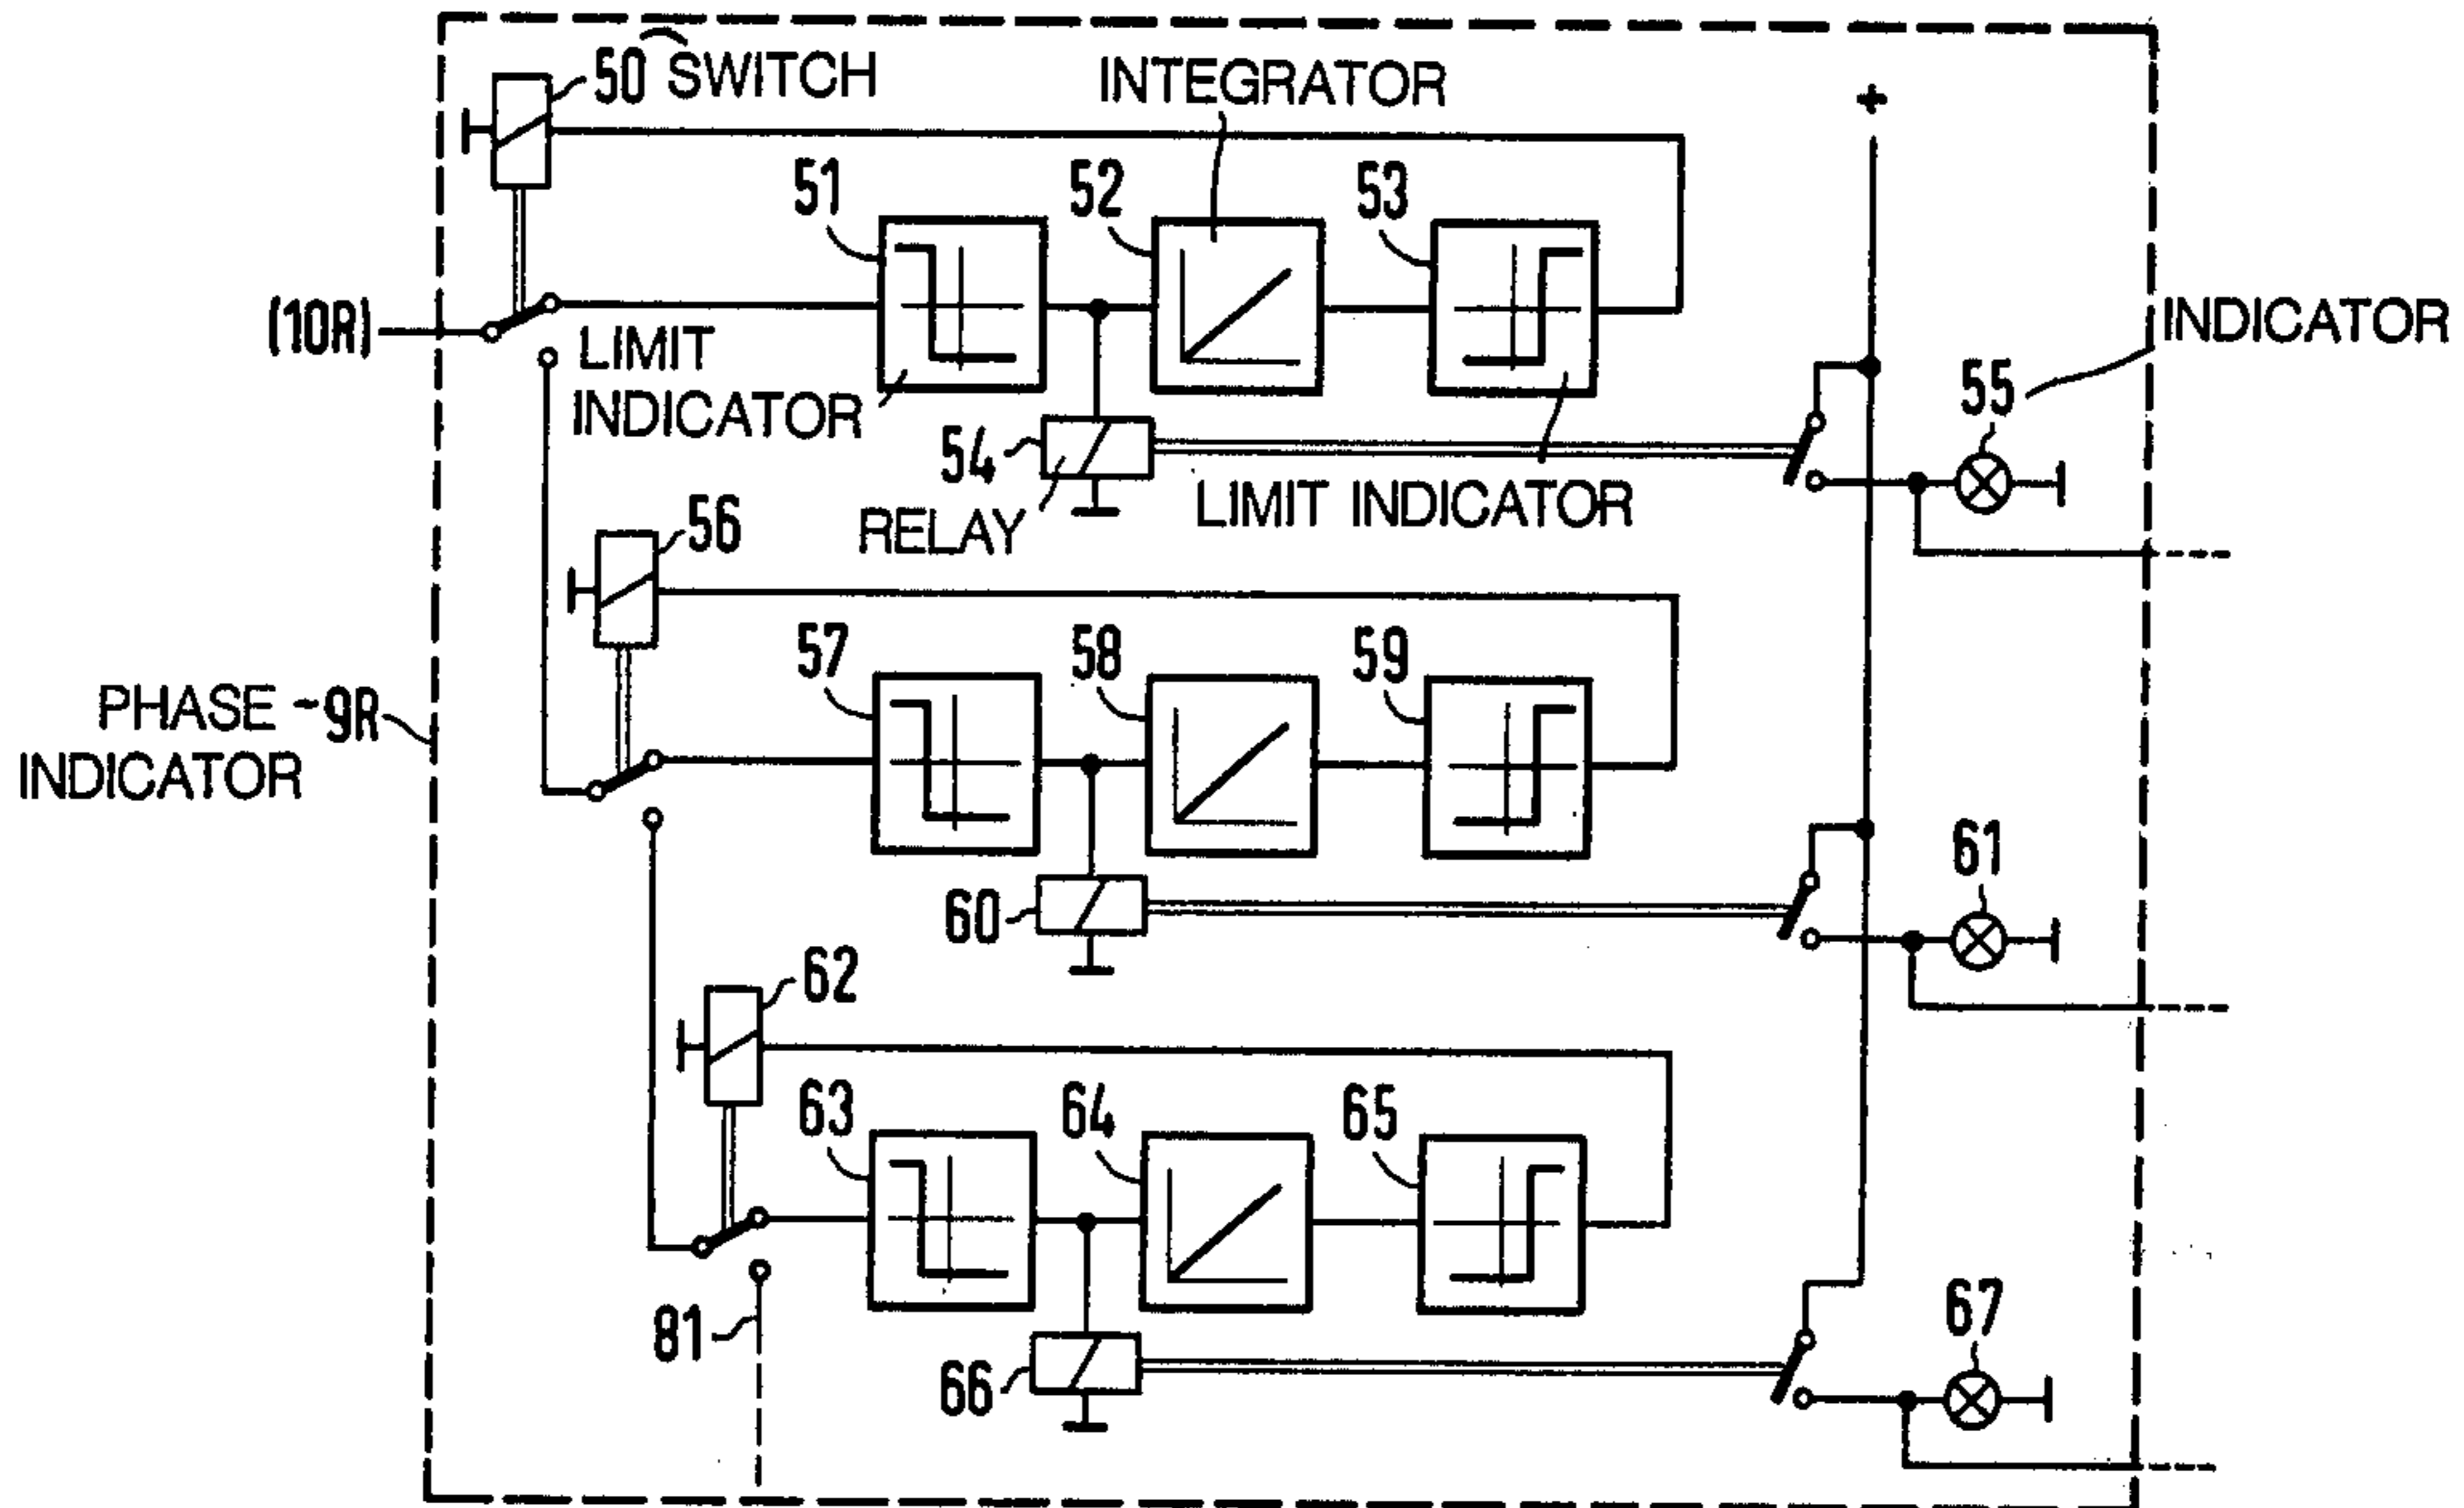 50 SWITCH
INTEGRATOR
+
51
52
53
(10R)
LIMIT
INDICATOR
INDICATOR
55
54
RELAY
LIMIT INDICATOR
56
57
58
59
PHASE -9R
INDICATOR
60
61
62
63
64
65
81
66
67